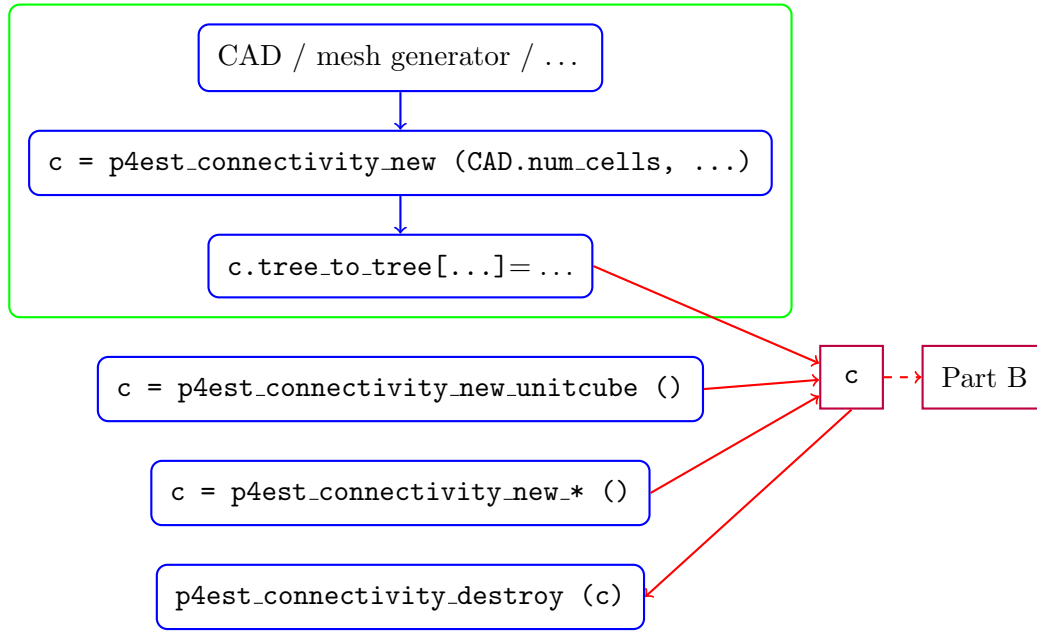 CAD / mesh generator / ...
c = p4est_connectivity_new (CAD.num_cells, ...)
c.tree_to_tree[...]= ...
c = p4est_connectivity_new_unitcube ()
c
Part B
c = p4est_connectivity_new_* ()
p4est_connectivity_destroy (c)